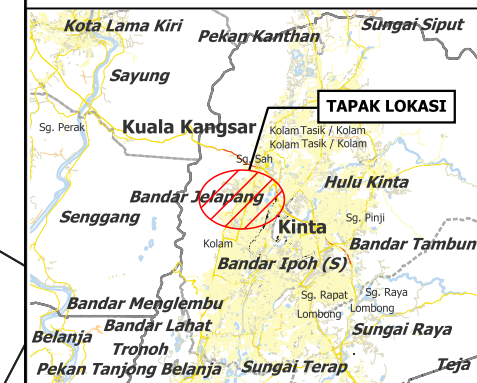 Kota Lama Kiri
Sungai Siput
Pekan Kanthan
Sayung
TAPAK LOKASI
Sg. Perak
Kuala Kangsar
Kolam Tasik / Kolam
Kolam Tasik / Kolam
Sg. Sah
Hulu Kinta
Bandar Jelapang
Senggang
Sg. Pinji
Kinta
Kolam
Bandar Tambun
Bandar Ipoh (S)
Sg. Rapat
Sg. Raya
Bandar Menglembu
Lombong
Lombong
Bandar Lahat
Sungai Raya
Belanja
Tronoh
Pekan Tanjong Belanja
Sungai Terap
Teja